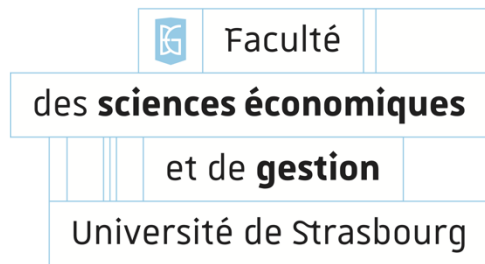 Faculté
des sciences économiques
et de gestion
Université de Strasbourg